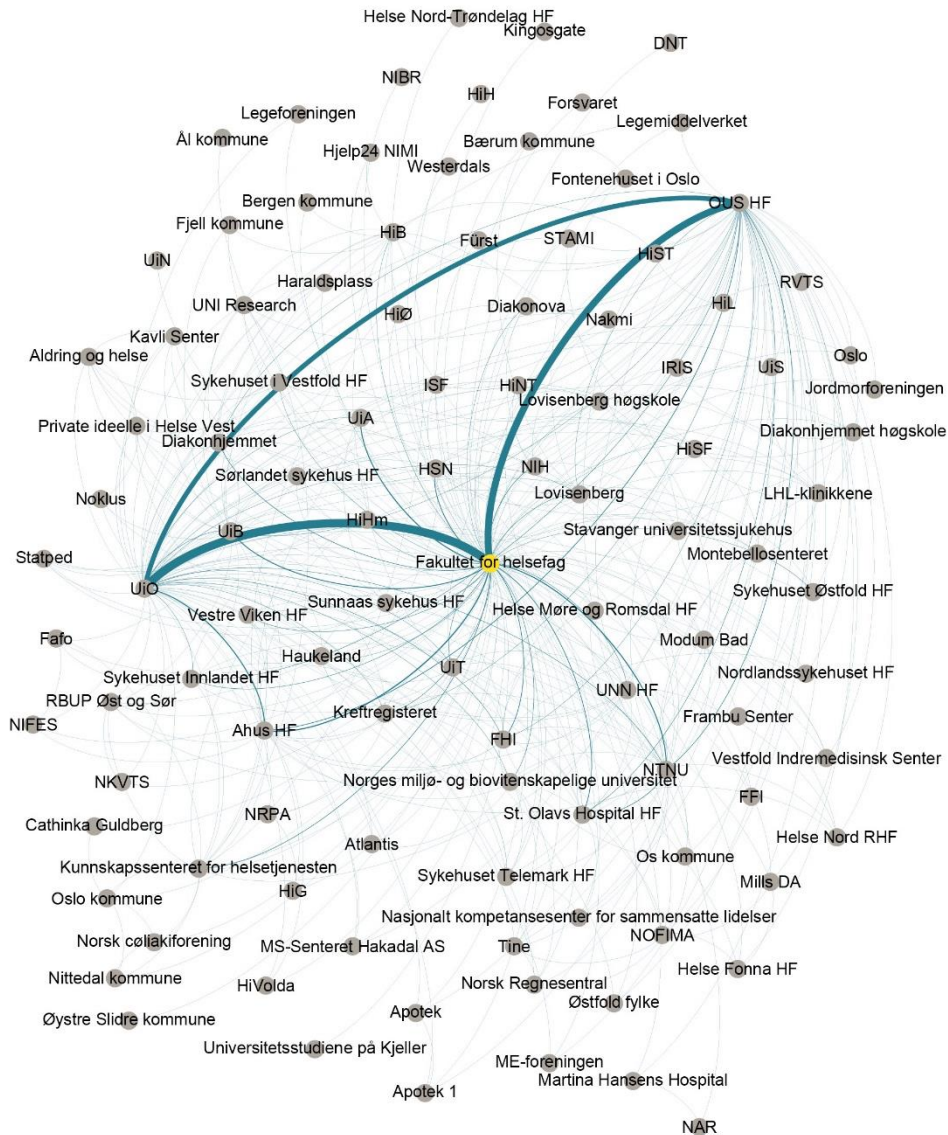 Helse Nord-Trøndelag HF
Kingosgate
DNT
NIBR
HiH
Forsvaret
Legeforeningen
Legemiddelverket
Ål kommune
Bærum kommune
Hjelp24 NIMI
Westerdals
Fontenehuset i Oslo
Bergen kommune
OUS HF
Fjell kommune
HiB
Fürst
STAMI
HiST
UiN
Haraldsplass
RVTS
UNI Research
HiØ
Diakonova
HiL
Nakmi
Kavli Senter
Aldring og helse
Oslo
Sykehuset i Vestfold HF
ISF
HiNT
IRIS
UiS
Jordmorforeningen
Lovisenberg høgskole
UiA
Private ideelle i Helse Vest
Diakonhjemmet høgskole
Diakonhjemmet
HiSF
Sørlandet sykehus HF
HSN
NIH
Noklus
Lovisenberg
LHL-klinikkene
HiHm
UiB
Stavanger universitetssjukehus
Montebellosenteret
Statped
Fakultet for helsefag
UiO
Sykehuset Østfold HF
Sunnaas sykehus HF
Helse Møre og Romsdal HF
Vestre Viken HF
Fafo
Modum Bad
Haukeland
UiT
Sykehuset Innlandet HF
Nordlandssykehuset HF
UNN HF
RBUP Øst og Sør
Kreftregisteret
Frambu Senter
NIFES
Ahus HF
FHI
Vestfold Indremedisinsk Senter
NTNU
NKVTS
Norges miljø- og biovitenskapelige universitet
FFI
NRPA
St. Olavs Hospital HF
Cathinka Guldberg
Helse Nord RHF
Atlantis
Os kommune
Kunnskapssenteret for helsetjenesten
Sykehuset Telemark HF
Mills DA
HiG
Oslo kommune
Nasjonalt kompetansesenter for sammensatte lidelser
NOFIMA
Norsk cøliakiforening
MS-Senteret Hakadal AS
Tine
Helse Fonna HF
Nittedal kommune
HiVolda
Norsk Regnesentral
Østfold fylke
Apotek
Øystre Slidre kommune
Universitetsstudiene på Kjeller
ME-foreningen
Martina Hansens Hospital
Apotek 1
NAR